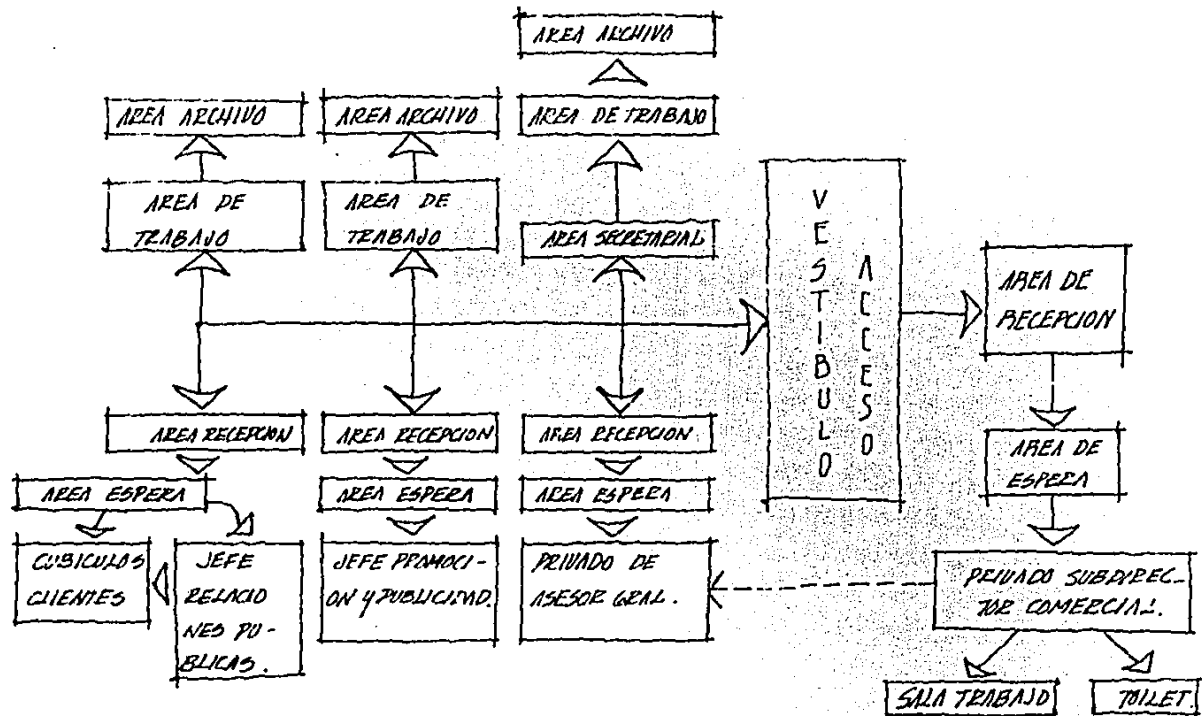 AREA ARCHIVO
AREA ARCHIVO
AREA ARCHIVO
AREA DE TRABAJO
AREA DE
TRABAJO
AREA DE
TRABAJO
AREA SECRETARIAL
VESTIBULO
ACCESO
AREA DE
RECEPCION
AREA RECEPCION
AREA RECEPCION
AREA RECEPCION
AREA DE
ESPERA
AREA ESPERA
AREA ESPERA
AREA ESPERA
CUBICULOS
CLIENTES
JEFE
RELACIO
NES PU-
BLICAS.
JEFE PROMOCI-
ON Y PUBLICIDAD.
PRIVADO DE
ASESOR GRAL.
PRIVADO SUBDIREC-
TOR COMERCIAL.
SALA TRABAJO
TOILET.